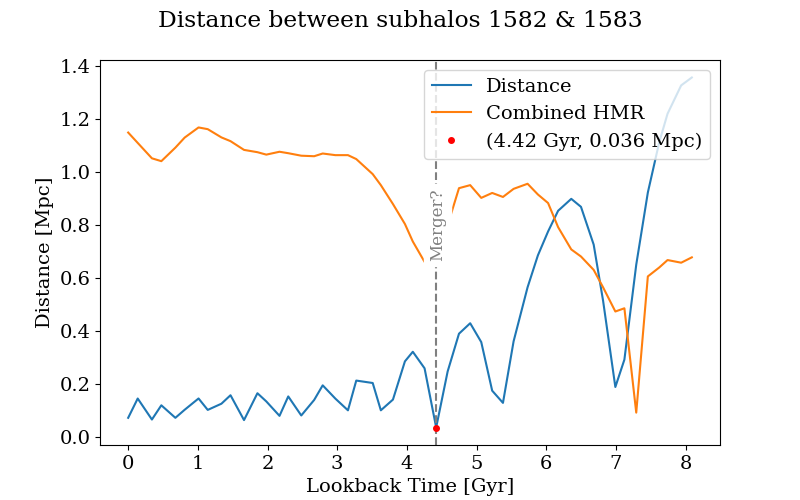 Distance between subhalos 1582 & 1583
1.4
1.2
1.0
0.8
0.6
0.4
0.2
0.0
Distance [Mpc]
Distance
Combined HMR
(4.42 Gyr, 0.036 Mpc)
Merger?
0 1 2 3 4 5 6 7 8
Lookback Time [Gyr]